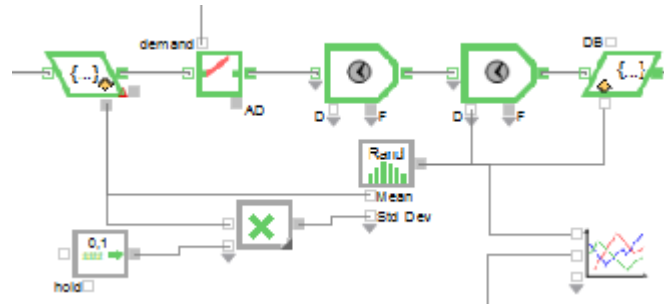 demand
DB
{...}
{...}
AD
D
F
D
F
Rand
Mean
Std Dev
0,1
hold